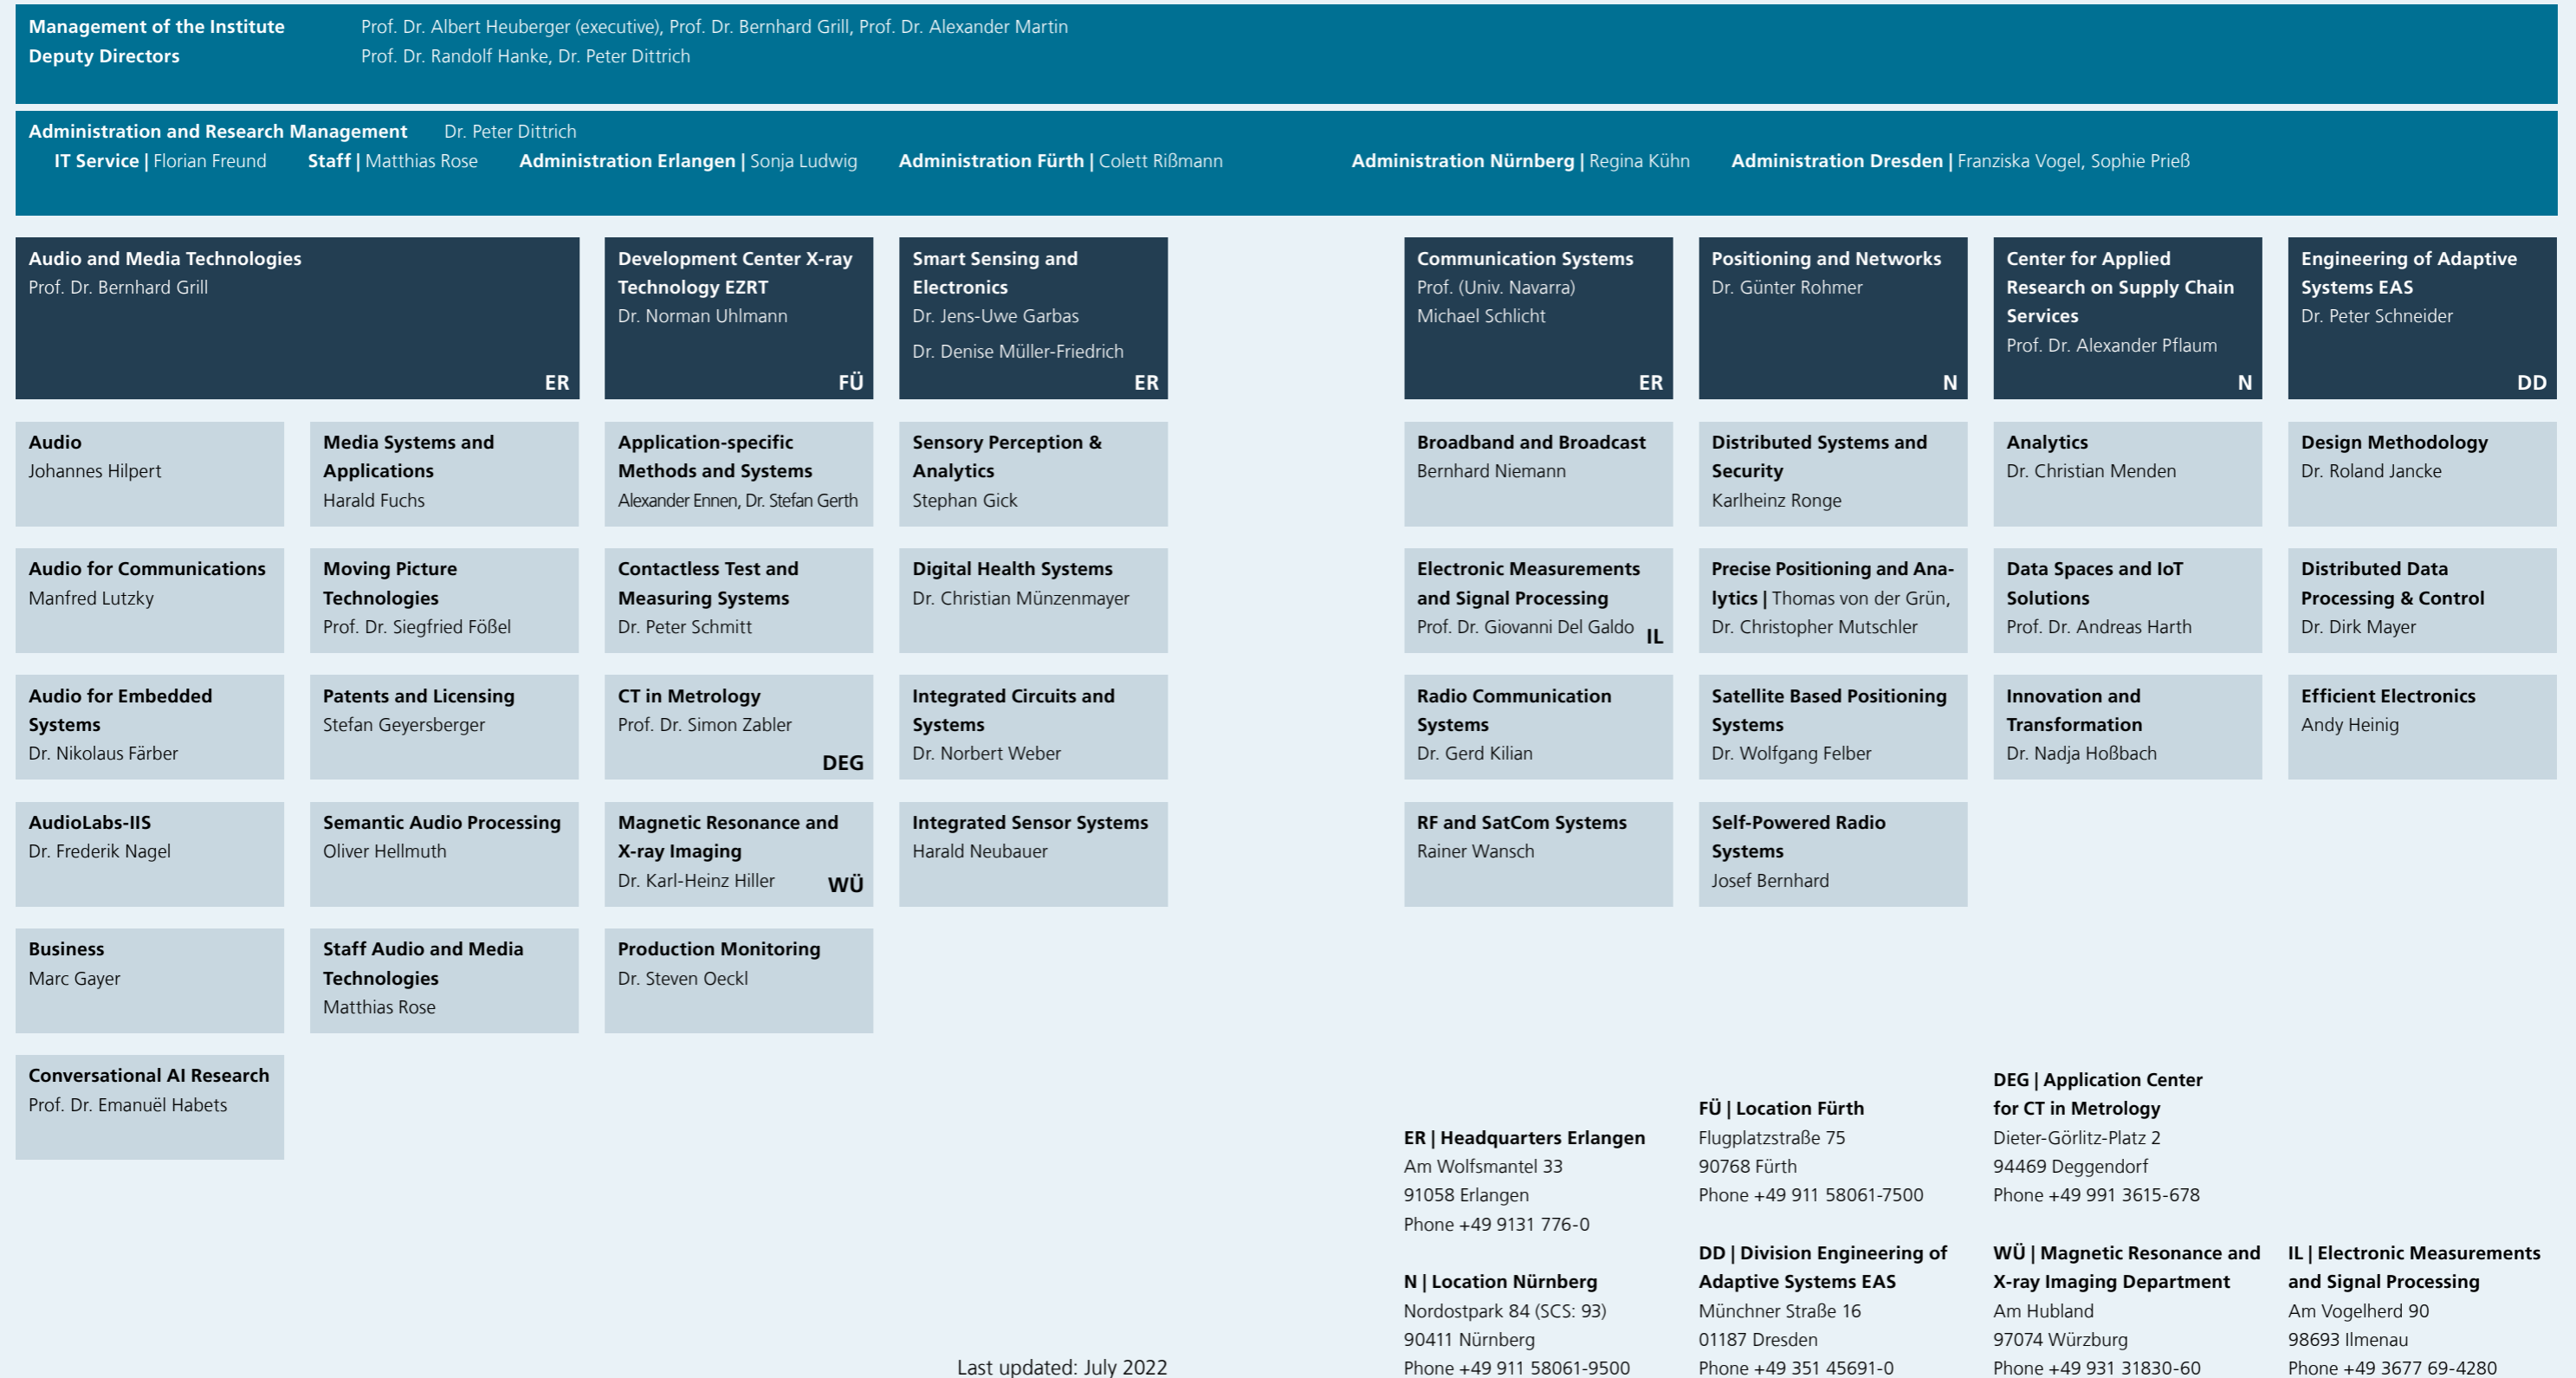 Management of the Institute Prof. Dr. Albert Heuberger (executive), Prof. Dr. Bernhard Grill, Prof. Dr. Alexander Martin
Deputy Directors Prof. Dr. Randolf Hanke, Dr. Peter Dittrich
Administration and Research Management Dr. Peter Dittrich
IT Service | Florian Freund Staff | Matthias Rose Administration Erlangen | Sonja Ludwig Administration Fürth | Colett Rißmann Administration Nürnberg | Regina Kühn Administration Dresden | Franziska Vogel, Sophie Prieß
Audio and Media Technologies
Prof. Dr. Bernhard Grill
ER
Development Center X-ray
Technology EZRT
Dr. Norman Uhlmann
FÜ
Smart Sensing and
Electronics
Dr. Jens-Uwe Garbas
Dr. Denise Müller-Friedrich
ER
Communication Systems
Prof. (Univ. Navarra)
Michael Schlicht
ER
Positioning and Networks
Dr. Günter Rohmer
N
Center for Applied
Research on Supply Chain
Services
Prof. Dr. Alexander Pflaum
N
Engineering of Adaptive
Systems EAS
Dr. Peter Schneider
DD
Audio
Johannes Hilpert
Media Systems and
Applications
Harald Fuchs
Application-specific
Methods and Systems
Alexander Ennen, Dr. Stefan Gerth
Sensory Perception &
Analytics
Stephan Gick
Broadband and Broadcast
Bernhard Niemann
Distributed Systems and
Security
Karlheinz Ronge
Analytics
Dr. Christian Menden
Design Methodology
Dr. Roland Jancke
Audio for Communications
Manfred Lutzky
Moving Picture
Technologies
Prof. Dr. Siegfried Fößel
Contactless Test and
Measuring Systems
Dr. Peter Schmitt
Digital Health Systems
Dr. Christian Münzenmayer
Electronic Measurements
and Signal Processing
Prof. Dr. Giovanni Del Galdo
IL
Precise Positioning and Ana-
lytics | Thomas von der Grün,
Dr. Christopher Mutschler
Data Spaces and IoT
Solutions
Prof. Dr. Andreas Harth
Distributed Data
Processing & Control
Dr. Dirk Mayer
Audio for Embedded
Systems
Dr. Nikolaus Färber
Patents and Licensing
Stefan Geyersberger
CT in Metrology
Prof. Dr. Simon Zabler
DEG
Integrated Circuits and
Systems
Dr. Norbert Weber
Radio Communication
Systems
Dr. Gerd Kilian
Satellite Based Positioning
Systems
Dr. Wolfgang Felber
Innovation and
Transformation
Dr. Nadja Hoßbach
Efficient Electronics
Andy Heinig
AudioLabs-IIS
Dr. Frederik Nagel
Semantic Audio Processing
Oliver Hellmuth
Magnetic Resonance and
X-ray Imaging
Dr. Karl-Heinz Hiller
WÜ
Integrated Sensor Systems
Harald Neubauer
RF and SatCom Systems
Rainer Wansch
Self-Powered Radio
Systems
Josef Bernhard
Business
Marc Gayer
Staff Audio and Media
Technologies
Matthias Rose
Production Monitoring
Dr. Steven Oeckl
Conversational AI Research
Prof. Dr. Emanuël Habets
ER | Headquarters Erlangen
Am Wolfsmantel 33
91058 Erlangen
Phone +49 9131 776-0
FÜ | Location Fürth
Flugplatzstraße 75
90768 Fürth
Phone +49 911 58061-7500
DEG | Application Center
for CT in Metrology
Dieter-Görlitz-Platz 2
94469 Deggendorf
Phone +49 991 3615-678
N | Location Nürnberg
Nordostpark 84 (SCS: 93)
90411 Nürnberg
Phone +49 911 58061-9500
DD | Division Engineering of
Adaptive Systems EAS
Münchner Straße 16
01187 Dresden
Phone +49 351 45691-0
WÜ | Magnetic Resonance and
X-ray Imaging Department
Am Hubland
97074 Würzburg
Phone +49 931 31830-60
IL | Electronic Measurements
and Signal Processing
Am Vogelherd 90
98693 Ilmenau
Phone +49 3677 69-4280
Last updated: July 2022